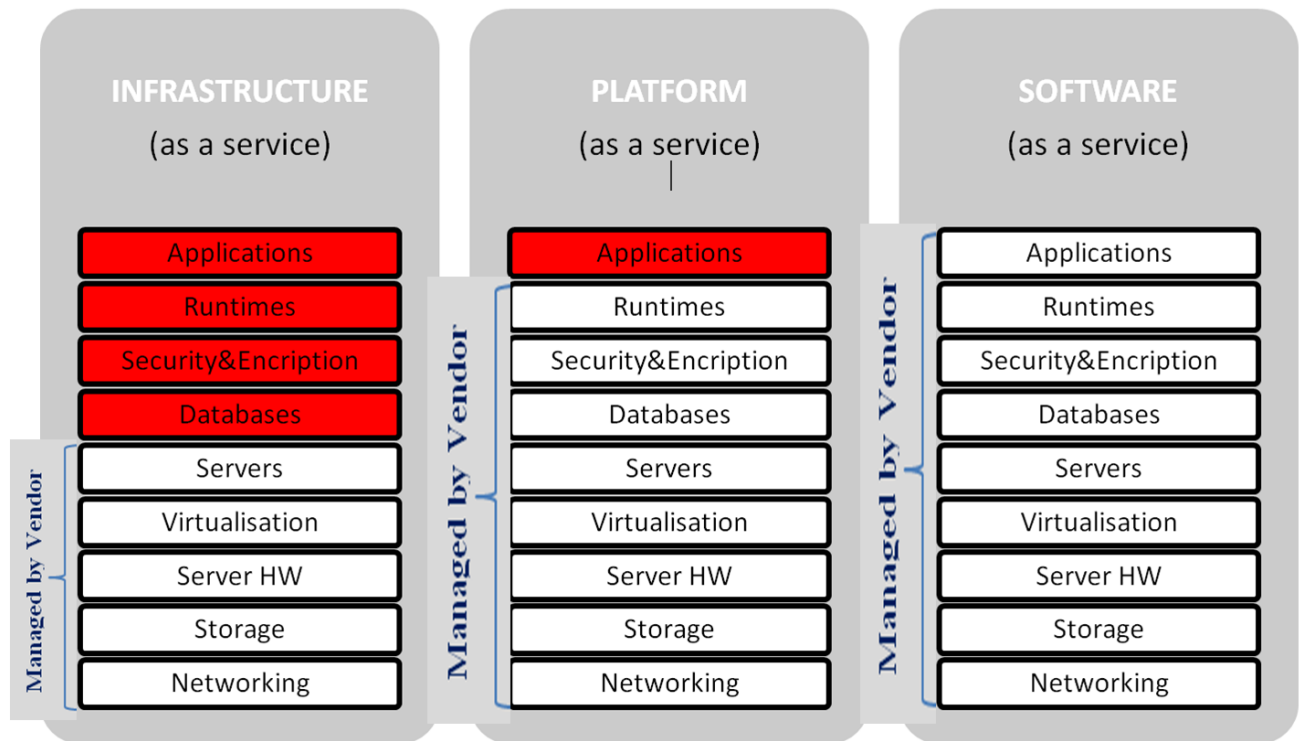 INFRASTRUCTURE
(as a service)
Applications
Runtimes
Security&Encription
Databases
Servers
Virtualisation
Server HW
Storage
Networking
Managed by Vendor
PLATFORM
(as a service)
Applications
Runtimes
Security&Encription
Databases
Servers
Virtualisation
Server HW
Storage
Networking
Managed by Vendor
SOFTWARE
(as a service)
Applications
Runtimes
Security&Encription
Databases
Servers
Virtualisation
Server HW
Storage
Networking
Managed by Vendor